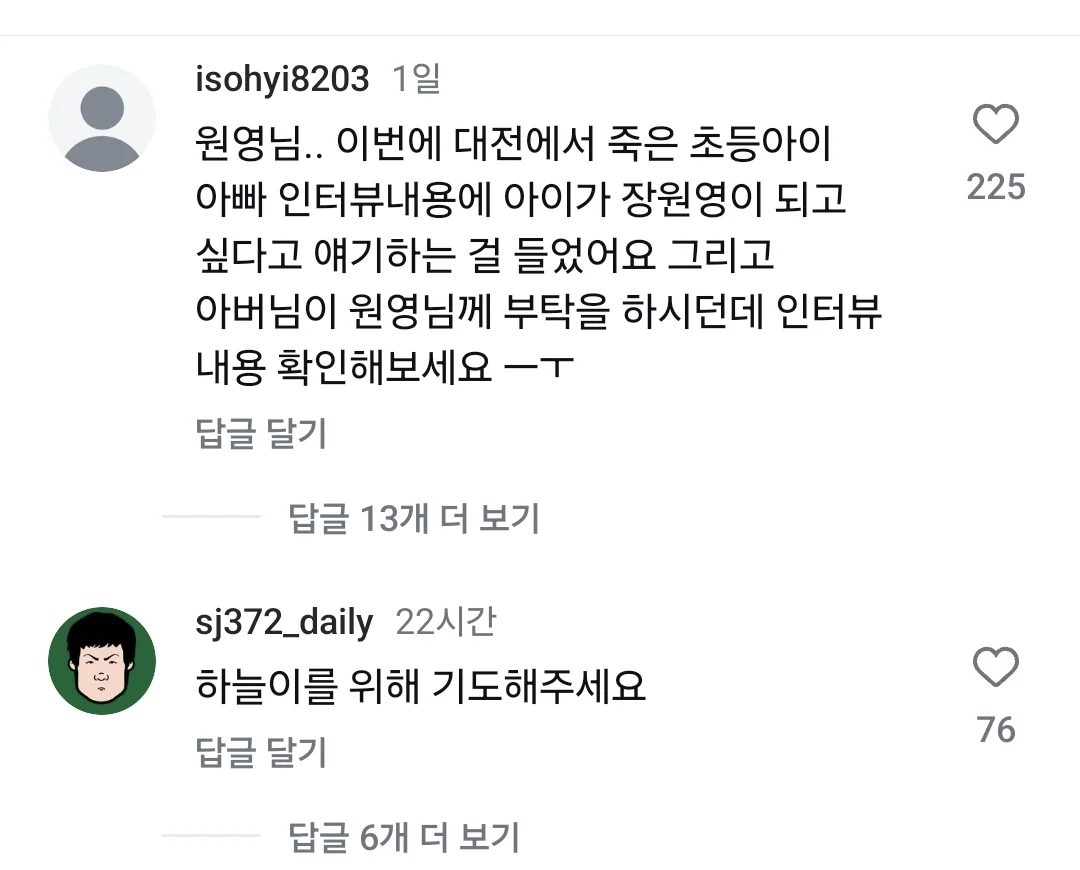 isohyi8203 1일
원영님.. 이번에 대전에서 죽은 초등아이
아빠 인터뷰내용에 아이가 장원영이 되고
싶다고 얘기하는 걸 들었어요 그리고
아버님이 원영님께 부탁을 하시던데 인터뷰
내용 확인해보세요 ㅡㅜ
225
답글 달기
답글 13개 더 보기
sj372_daily 22시간
하늘이를 위해 기도해주세요
76
답글 달기
답글 6개 더 보기